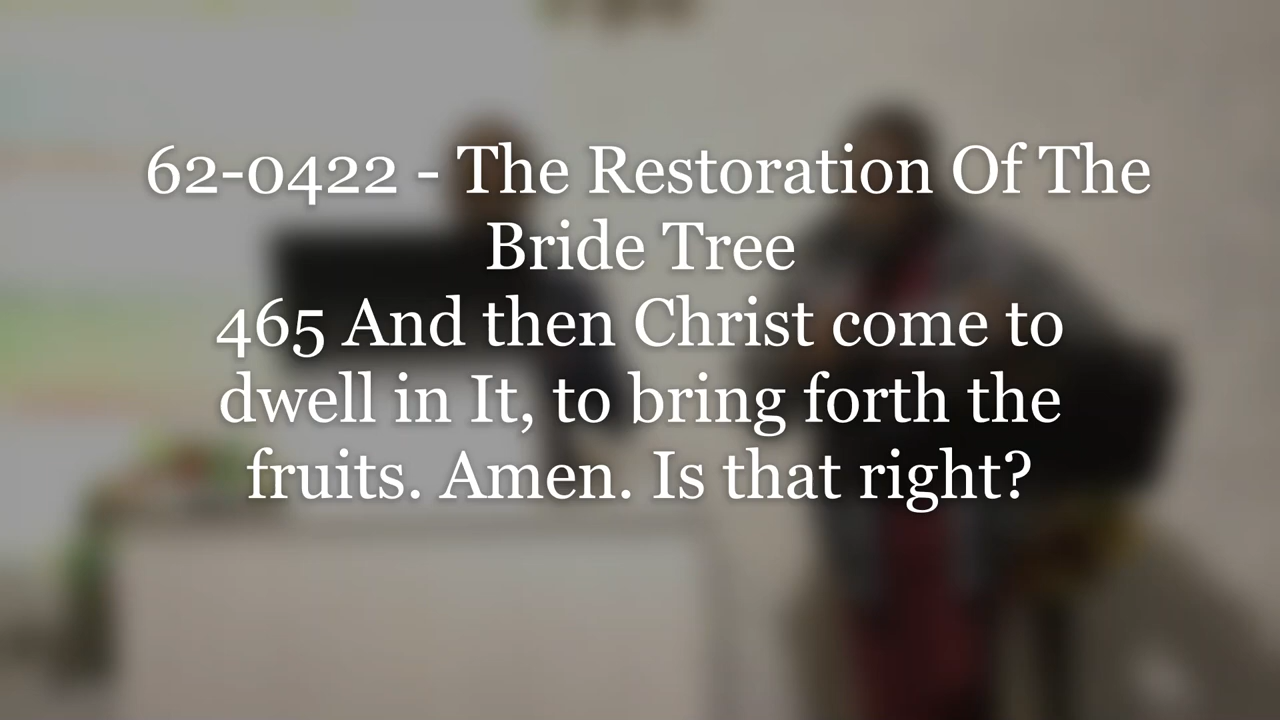 62-0422 - The Restoration Of The
Bride Tree
465 And then Christ come to
dwell in It, to bring forth the
fruits. Amen. Is that right?